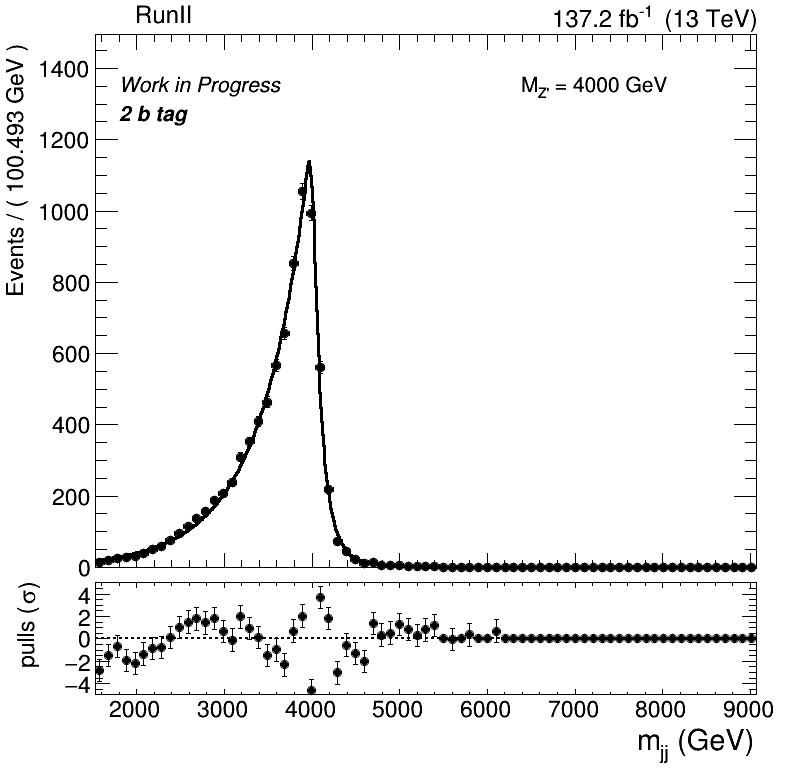 RunII 137.2 fb⁻¹ (13 TeV)
Events / ( 100.493 GeV )
1400
1200
1000
800
600
400
200
0
Work in Progress
2 b tag
M_Z' = 4000 GeV
pulls (σ)
4
2
0
−2
−4
2000 3000 4000 5000 6000 7000 8000 9000
m_jj (GeV)